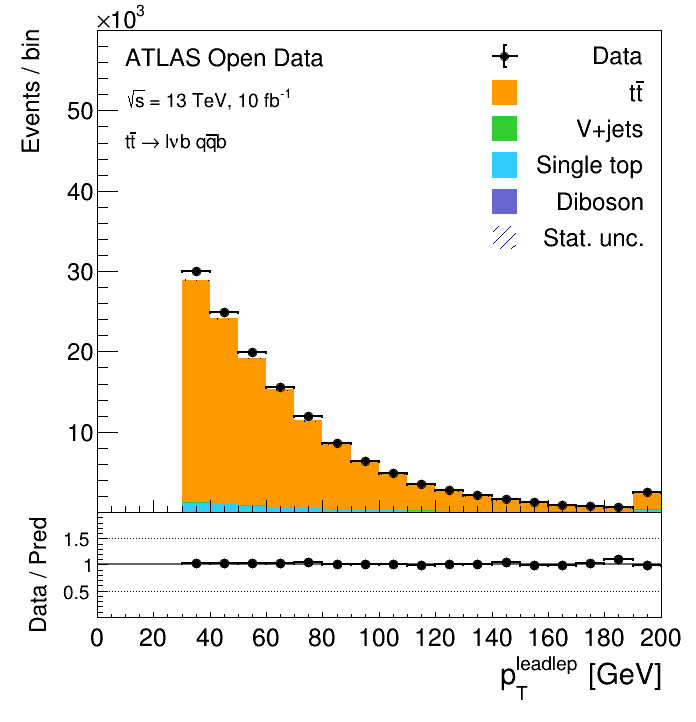 ×10³
Events / bin
ATLAS Open Data
√s = 13 TeV, 10 fb⁻¹
tt̄ → lνb qq̄b
Data
tt̄
V+jets
Single top
Diboson
Stat. unc.
50
40
30
20
10
Data / Pred
1.5
1
0.5
0 20 40 60 80 100 120 140 160 180 200
p_T^leadlep [GeV]